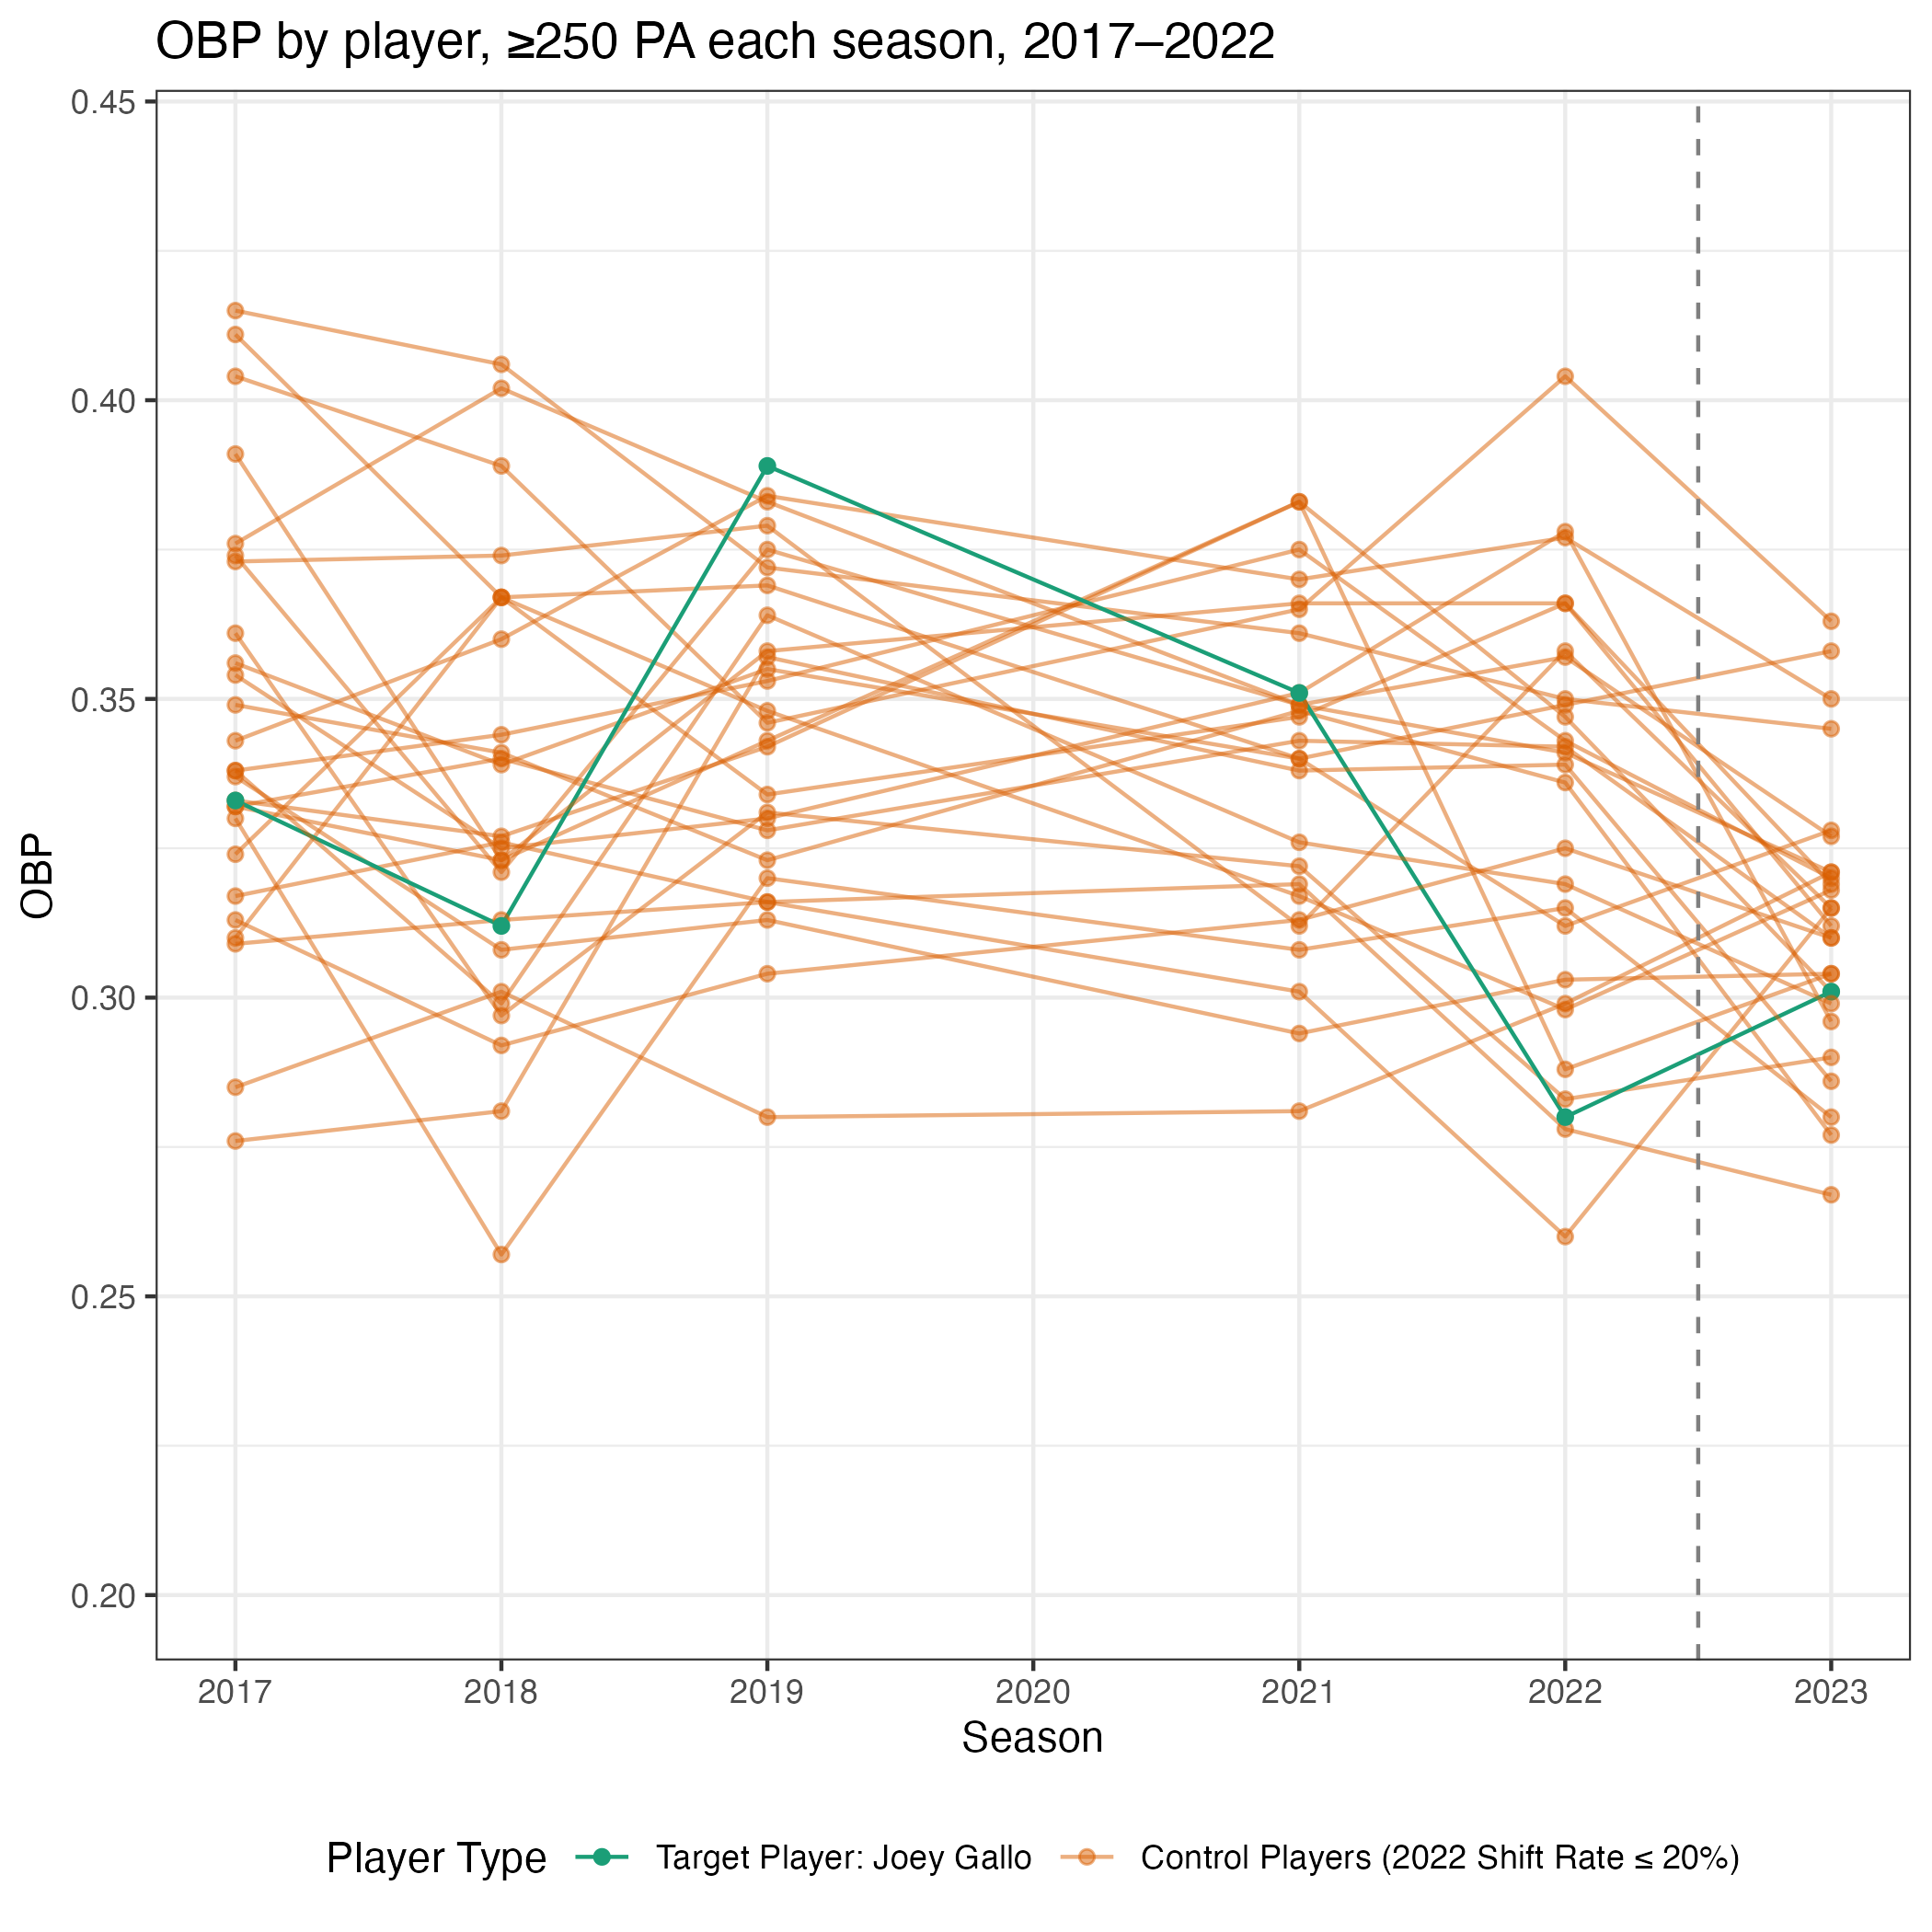 OBP by player, ≥250 PA each season, 2017–2022
0.45
0.40
0.35
0.30
0.25
0.20
OBP
2017 2018 2019 2020 2021 2022 2023
Season
Player Type Target Player: Joey Gallo Control Players (2022 Shift Rate ≤ 20%)